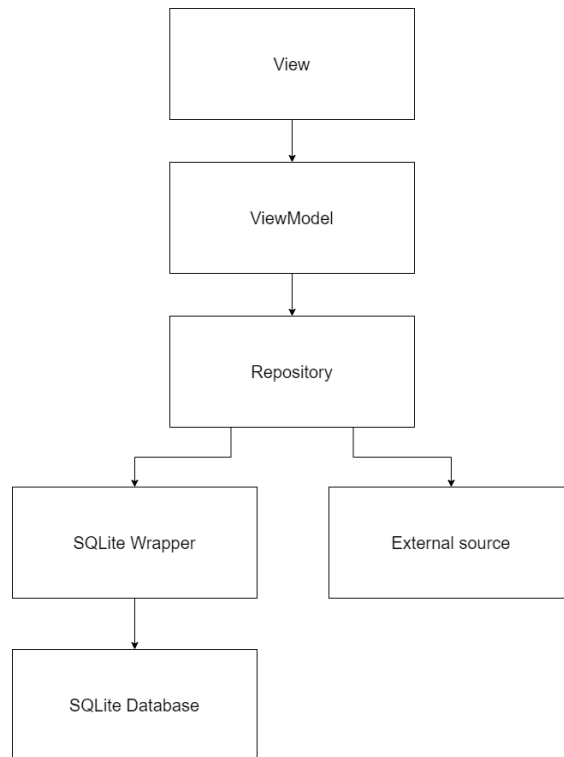 View
ViewModel
Repository
SQLite Wrapper
External source
SQLite Database